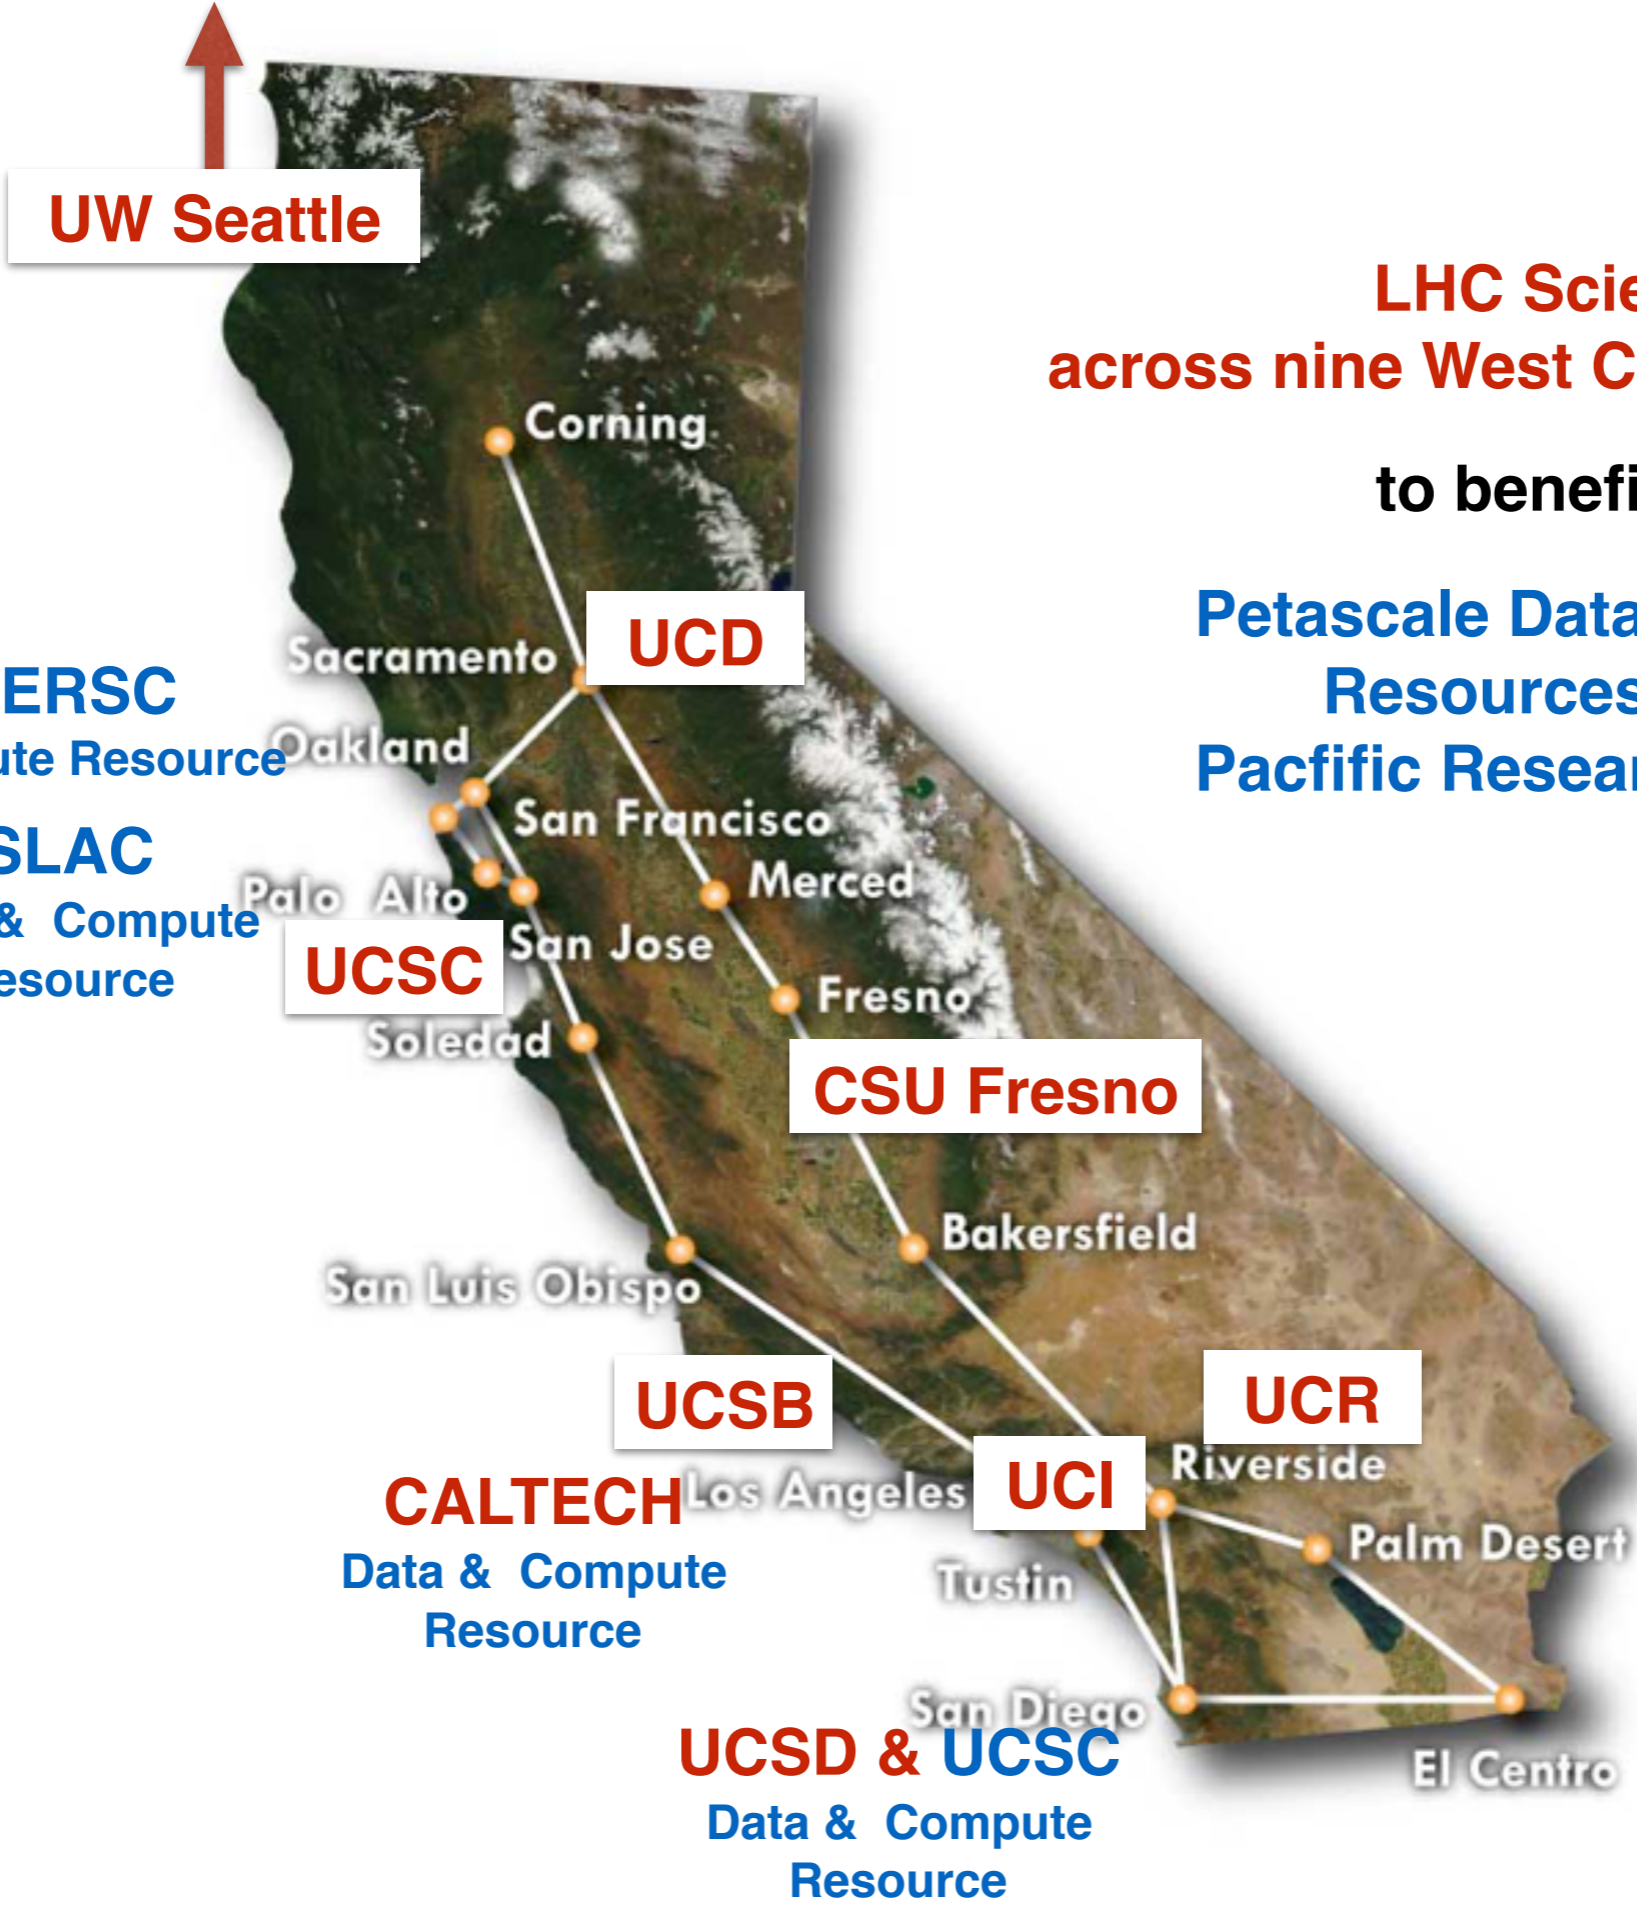 UW Seattle
LHC Scie
across nine West C
Corning
to benefi
Petascale Data
UCD
Sacramento
ERSC
Resources
Oakland
ute Resource
Pacfific Resear
San Francisco
SLAC
Merced
Palo Alto
& Compute
San Jose
UCSC
esource
Fresno
Soledad
CSU Fresno
Bakersfield
San Luis Obispo
UCSB
UCR
Riverside
UCI
Los Angeles
CALTECH
Palm Desert
Data & Compute
Tustin
Resource
San Diego
UCSD & UCSC
El Centro
Data & Compute
Resource